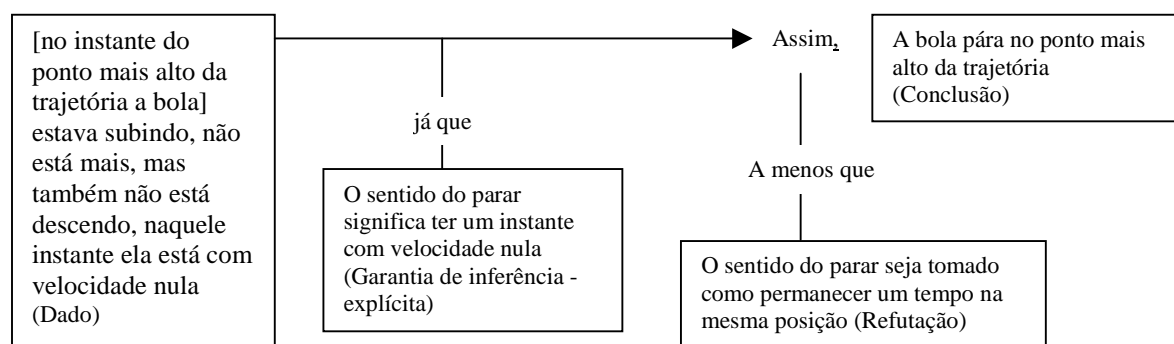 [no instante do
ponto mais alto da
trajetória a bola]
estava subindo, não
está mais, mas
também não está
descendo, naquele
instante ela está com
velocidade nula
(Dado)
já que
O sentido do parar
significa ter um instante
com velocidade nula
(Garantia de inferência -
explícita)
Assim,
A menos que
O sentido do parar seja tomado
como permanecer um tempo na
mesma posição (Refutação)
A bola pára no ponto mais
alto da trajetória
(Conclusão)